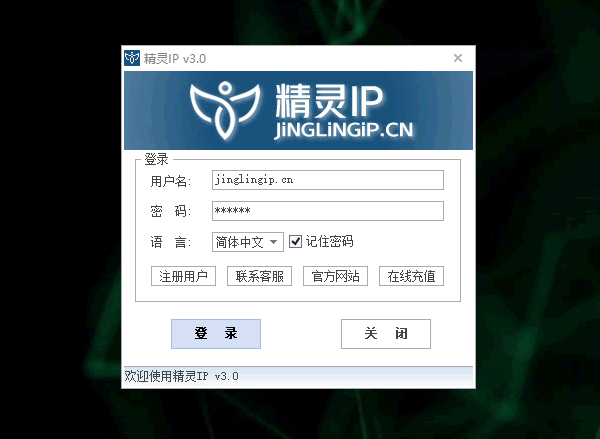 精灵IP v3.0
精灵IP
JiNGLiNGiP.CN
登录
用户名: jinglingip.cn
密 码: ******
语 言: 简体中文 记住密码
注册用户 联系客服 官方网站 在线充值
登 录 关 闭
欢迎使用精灵IP v3.0